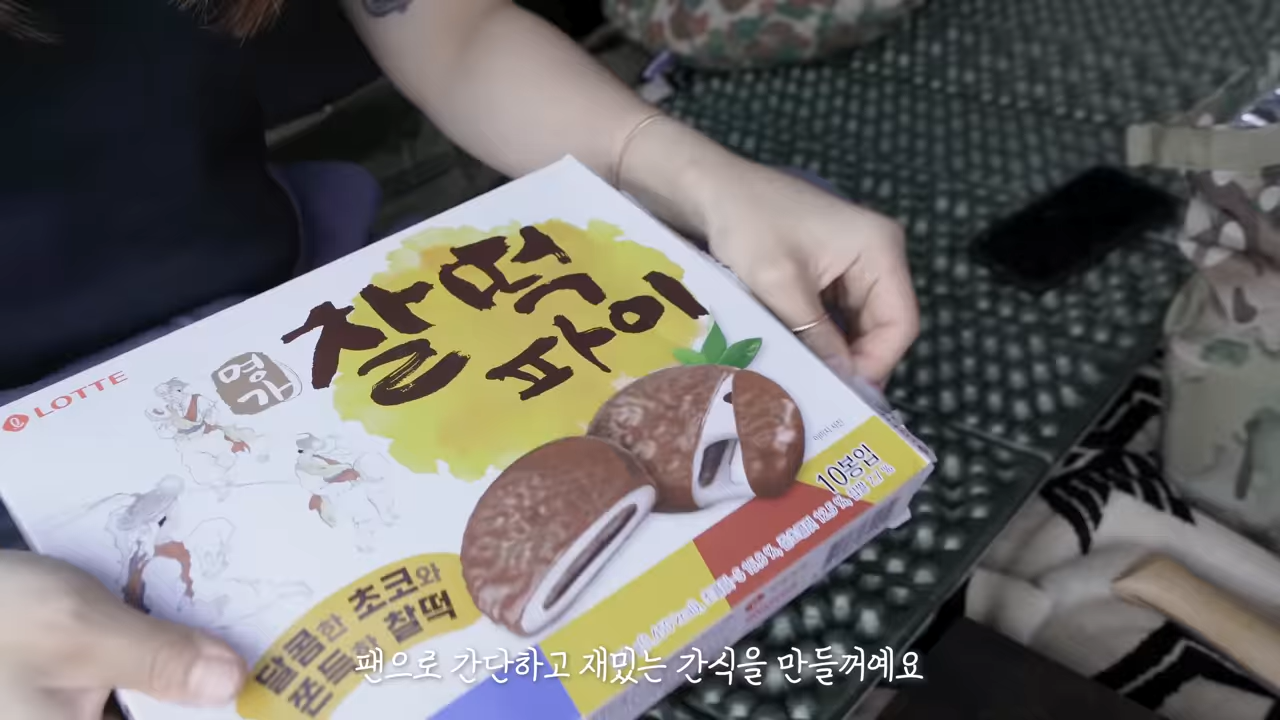 LOTTE
명가
찰떡
파이
달콤한 초코와
쫀득한 찰떡
10봉입
팬으로 간단하고 재밌는 간식을 만들꺼예요